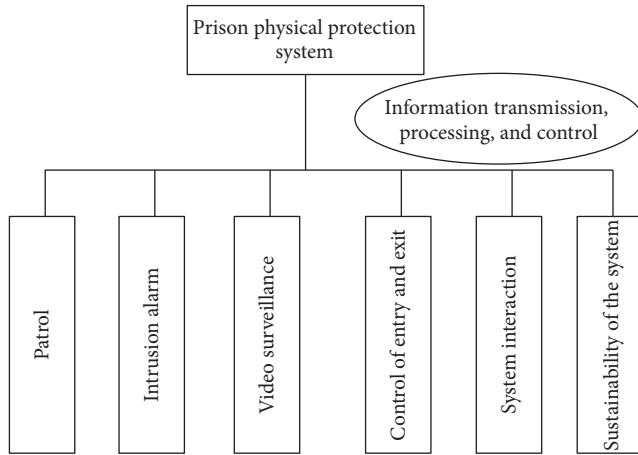 Prison physical protection
system
Information transmission,
processing, and control
Patrol
Intrusion alarm
Video surveillance
Control of entry and exit
System interaction
Sustainability of the system